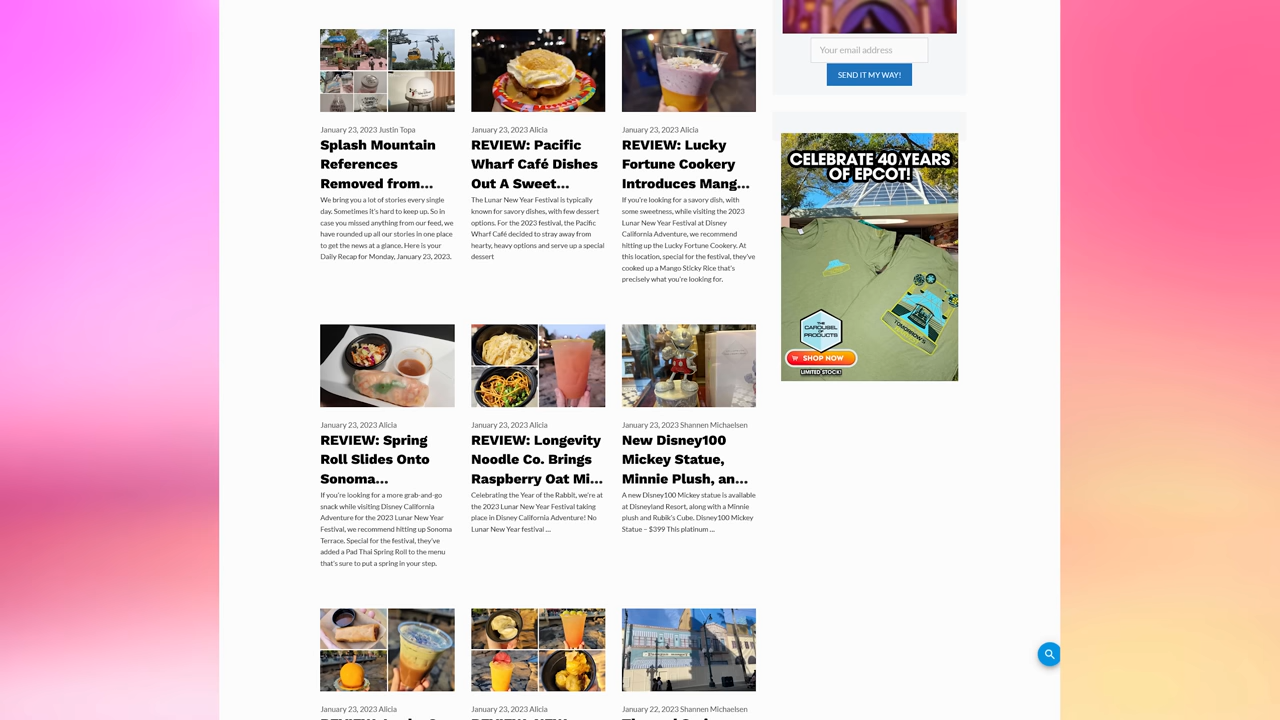 January 23, 2023 Justin Topa
Splash Mountain
References
Removed from...
We bring you a lot of stories every single
day. Sometimes it's hard to keep up. So in
case you missed anything from our feed, we
have rounded up all our stories in one place
to get the news at a glance. Here is your
Daily Recap for Monday, January 23, 2023.
January 23, 2023 Alicia
REVIEW: Pacific
Wharf Café Dishes
Out A Sweet...
The Lunar New Year Festival is typically
known for savory dishes, with few dessert
options. For the 2023 festival, the Pacific
Wharf Café decided to stray away from
hearty, heavy options and serve up a special
dessert
January 23, 2023 Alicia
REVIEW: Lucky
Fortune Cookery
Introduces Mang...
If you're looking for a savory dish, with
some sweetness, while visiting the 2023
Lunar New Year Festival at Disney
California Adventure, we recommend
hitting up the Lucky Fortune Cookery. At
this location, special for the festival, they've
cooked up a Mango Sticky Rice that's
precisely what you're looking for.
January 23, 2023 Alicia
REVIEW: Spring
Roll Slides Onto
Sonoma...
If you're looking for a more grab-and-go
snack while visiting Disney California
Adventure for the 2023 Lunar New Year
Festival, we recommend hitting up Sonoma
Terrace. Special for the festival, they've
added a Pad Thai Spring Roll to the menu
that's sure to put a spring in your step.
January 23, 2023 Alicia
REVIEW: Longevity
Noodle Co. Brings
Raspberry Oat Mi...
Celebrating the Year of the Rabbit, we're at
the 2023 Lunar New Year Festival taking
place in Disney California Adventure! No
Lunar New Year festival ...
January 23, 2023 Shannen Michaelsen
New Disney100
Mickey Statue,
Minnie Plush, an...
A new Disney100 Mickey statue is available
at Disneyland Resort, along with a Minnie
plush and Rubik's Cube. Disney100 Mickey
Statue – $399 This platinum ...
January 23, 2023 Alicia
January 23, 2023 Alicia
January 22, 2023 Shannen Michaelsen
Your email address
SEND IT MY WAY!
CELEBRATE 40 YEARS
OF EPCOT!
TOMORROW'S
THE
CAROUSEL
OF
PRODUCTS
SHOP NOW
LIMITED STOCK!